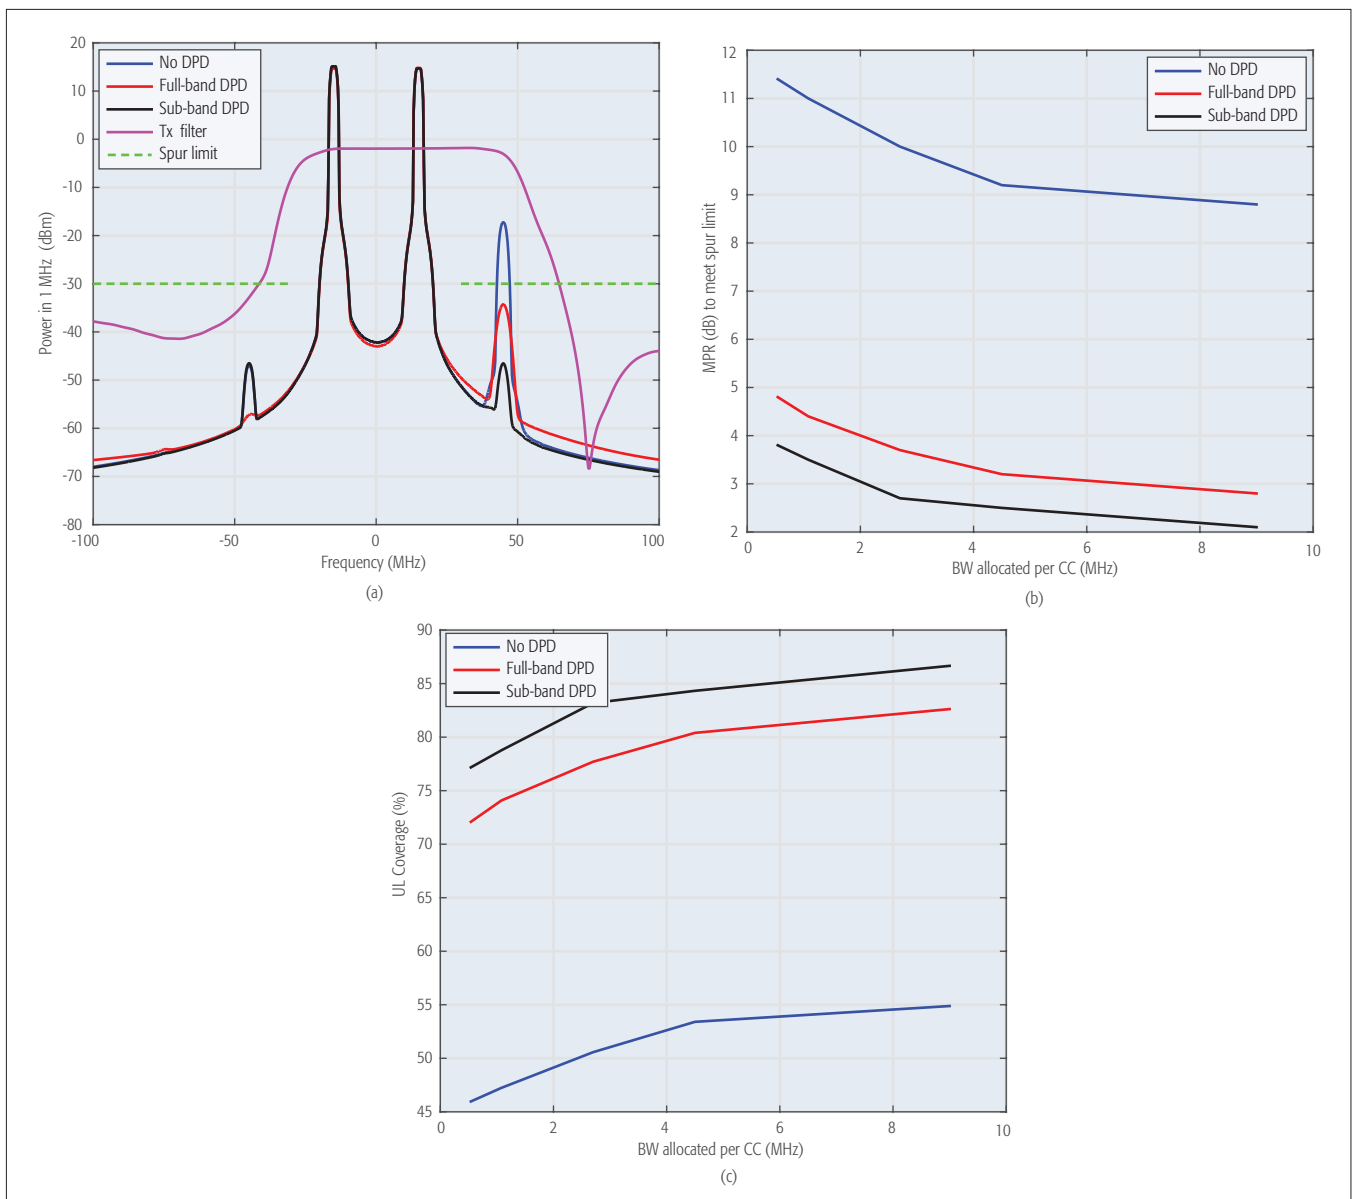 20
10
0
-10
-20
-30
-40
-50
-60
-70
-80
Power in 1 MHz (dBm)
No DPD
Full-band DPD
Sub-band DPD
Tx filter
Spur limit
-100
-50
0
50
100
Frequency (MHz)
(a)
12
11
10
9
8
7
6
5
4
3
2
MPR (dB) to meet spur limit
No DPD
Full-band DPD
Sub-band DPD
0
2
4
6
8
10
BW allocated per CC (MHz)
(b)
90
85
80
75
70
65
60
55
50
45
UL Coverage (%)
No DPD
Full-band DPD
Sub-band DPD
0
2
4
6
8
10
BW allocated per CC (MHz)
(c)